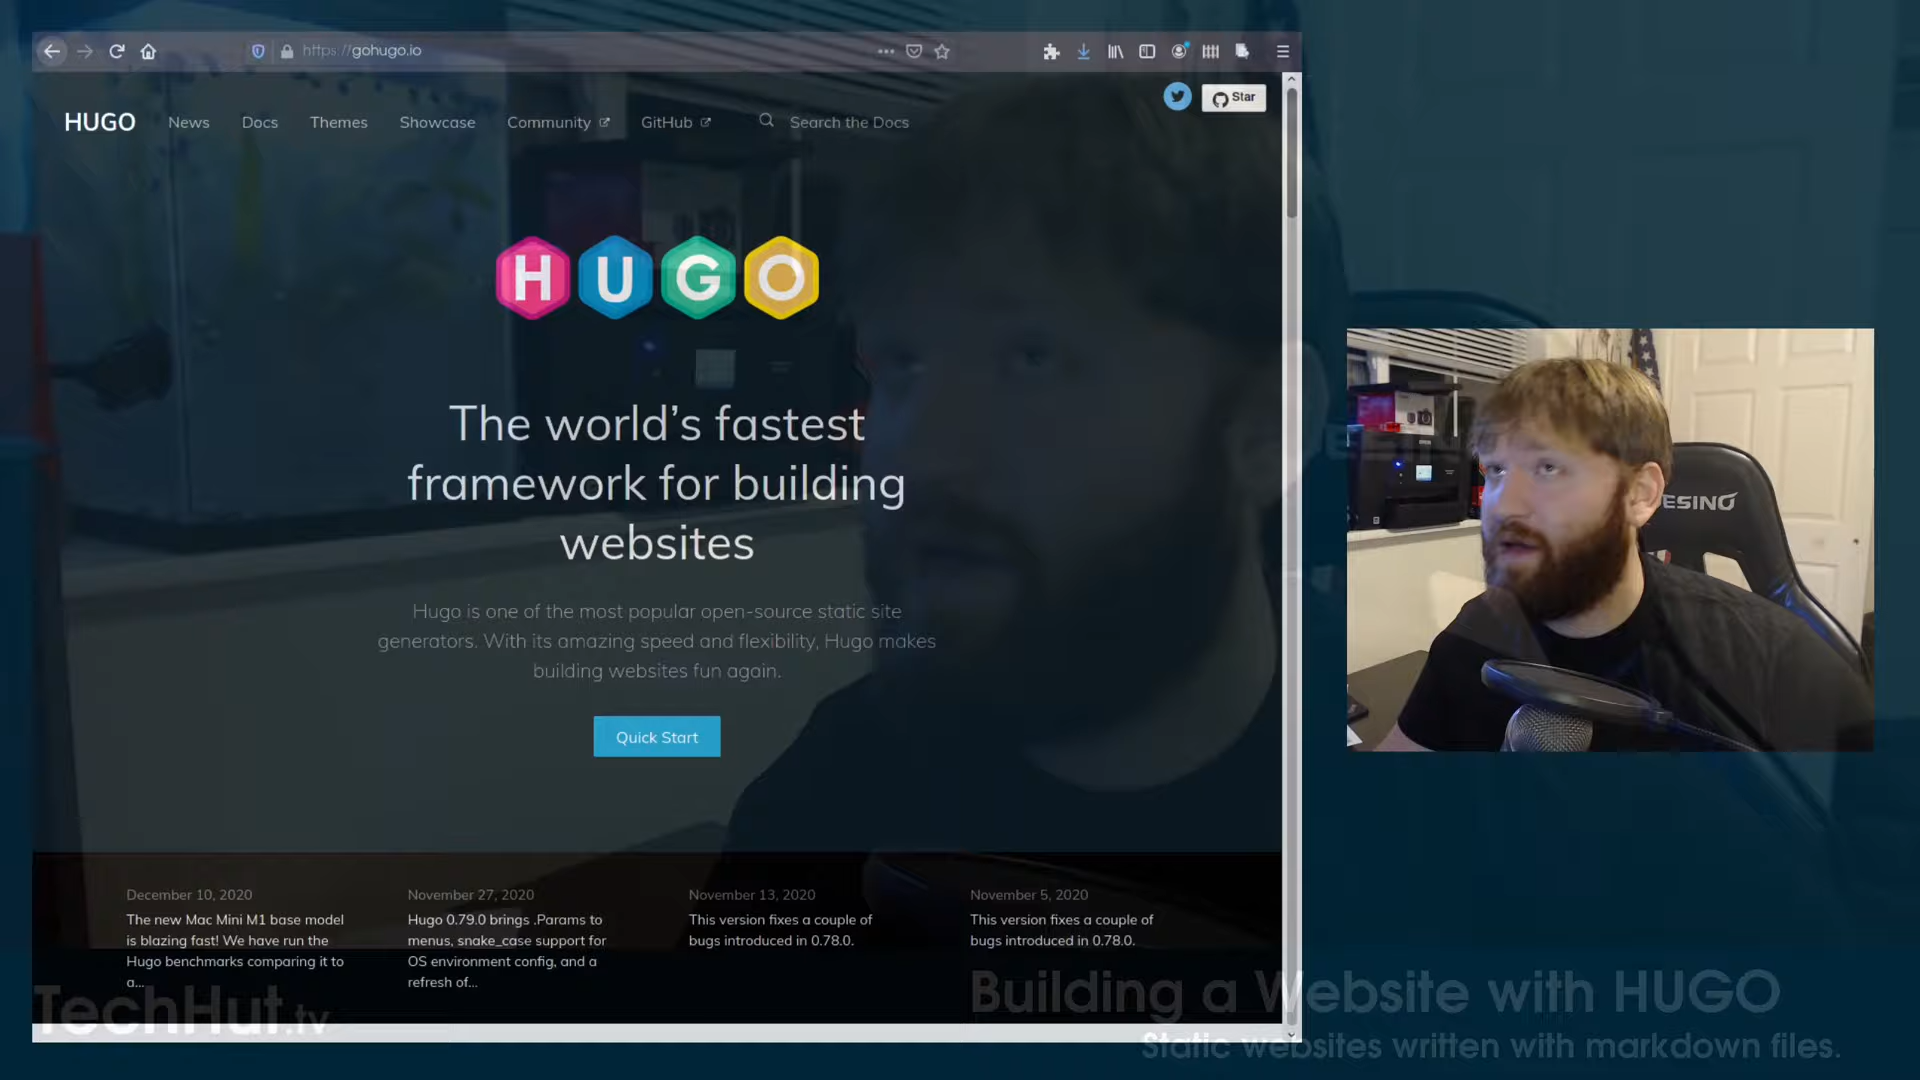 https://gohugo.io
Star
HUGO News Docs Themes Showcase Community GitHub Search the Docs
HUGO
The world’s fastest
framework for building
websites
Hugo is one of the most popular open-source static site
generators. With its amazing speed and flexibility, Hugo makes
building websites fun again.
Quick Start
ESINO
December 10, 2020
The new Mac Mini M1 base model
is blazing fast! We have run the
Hugo benchmarks comparing it to
a...
November 27, 2020
Hugo 0.79.0 brings .Params to
menus, snake_case support for
OS environment config, and a
refresh of...
November 13, 2020
This version fixes a couple of
bugs introduced in 0.78.0.
November 5, 2020
This version fixes a couple of
bugs introduced in 0.78.0.
TechHut.tv
Building a Website with HUGO
Static websites written with markdown files.